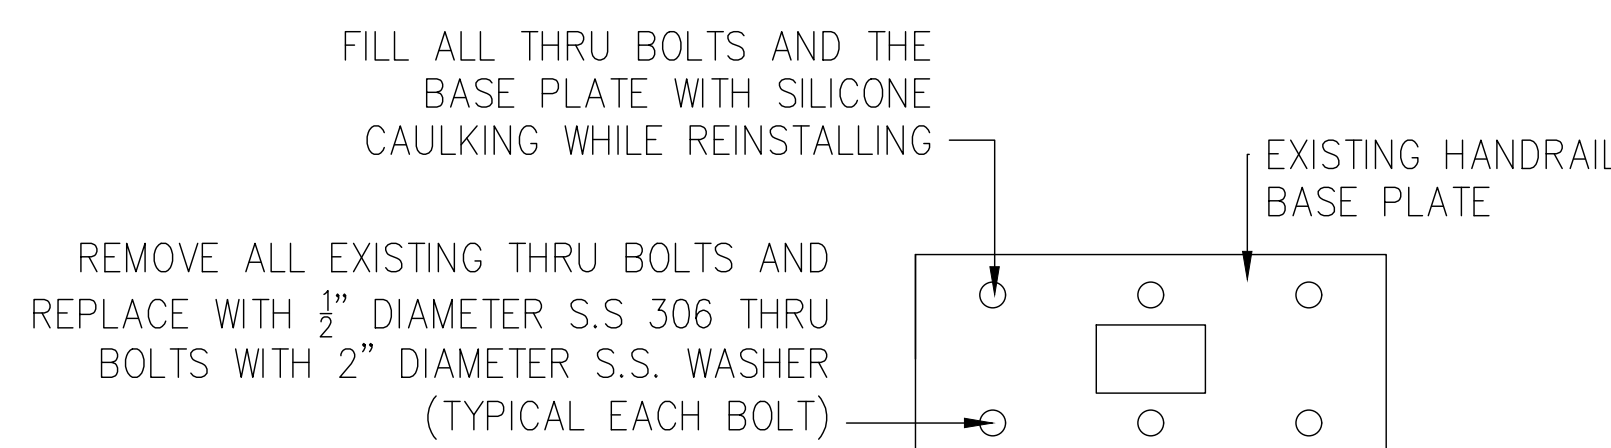 FILL ALL THRU BOLTS AND THE
BASE PLATE WITH SILICONE
CAULKING WHILE REINSTALLING
EXISTING HANDRAIL
BASE PLATE
REMOVE ALL EXISTING THRU BOLTS AND
REPLACE WITH 1/2" DIAMETER S.S 306 THRU
BOLTS WITH 2" DIAMETER S.S. WASHER
(TYPICAL EACH BOLT)